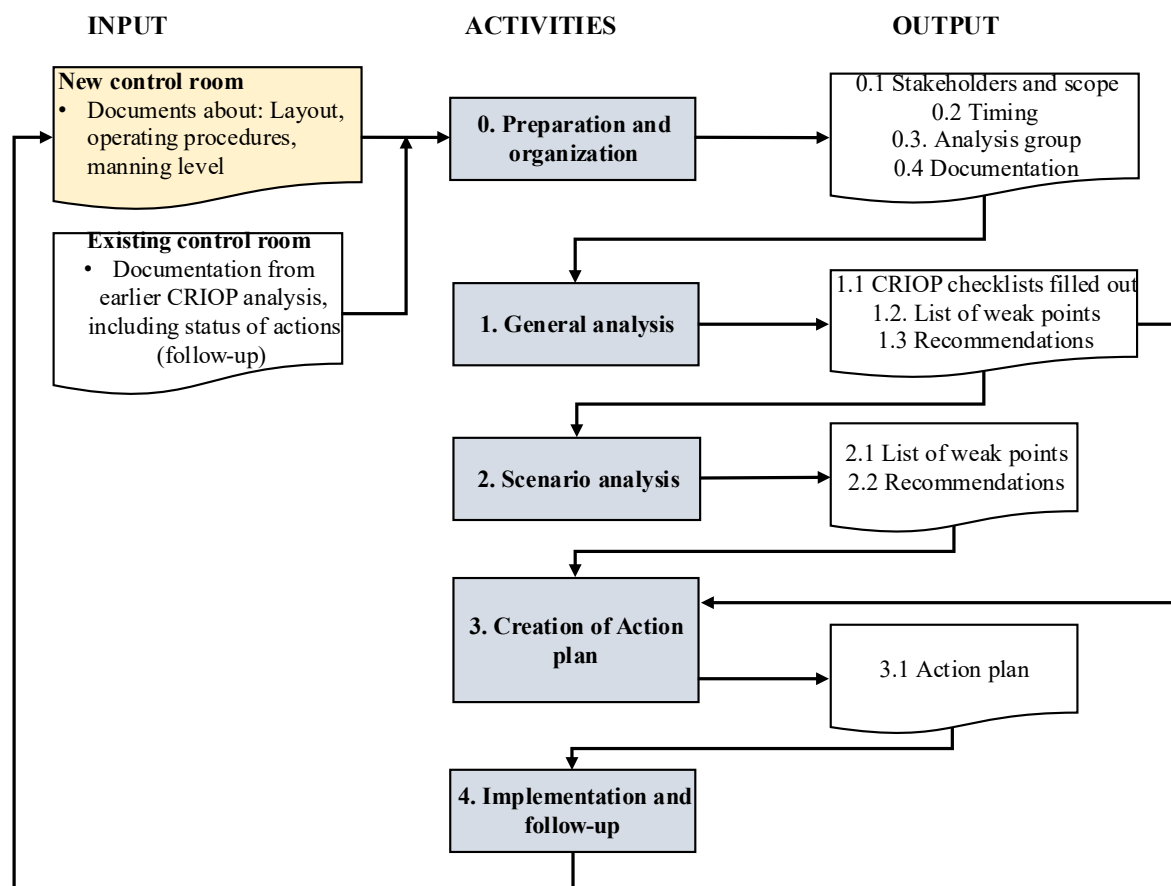 INPUT
ACTIVITIES
OUTPUT
New control room
• Documents about: Layout,
operating procedures,
manning level
Existing control room
• Documentation from
earlier CRIOP analysis,
including status of actions
(follow-up)
0. Preparation and
organization
0.1 Stakeholders and scope
0.2 Timing
0.3. Analysis group
0.4 Documentation
1. General analysis
1.1 CRIOP checklists filled out
1.2. List of weak points
1.3 Recommendations
2. Scenario analysis
2.1 List of weak points
2.2 Recommendations
3. Creation of Action
plan
3.1 Action plan
4. Implementation and
follow-up